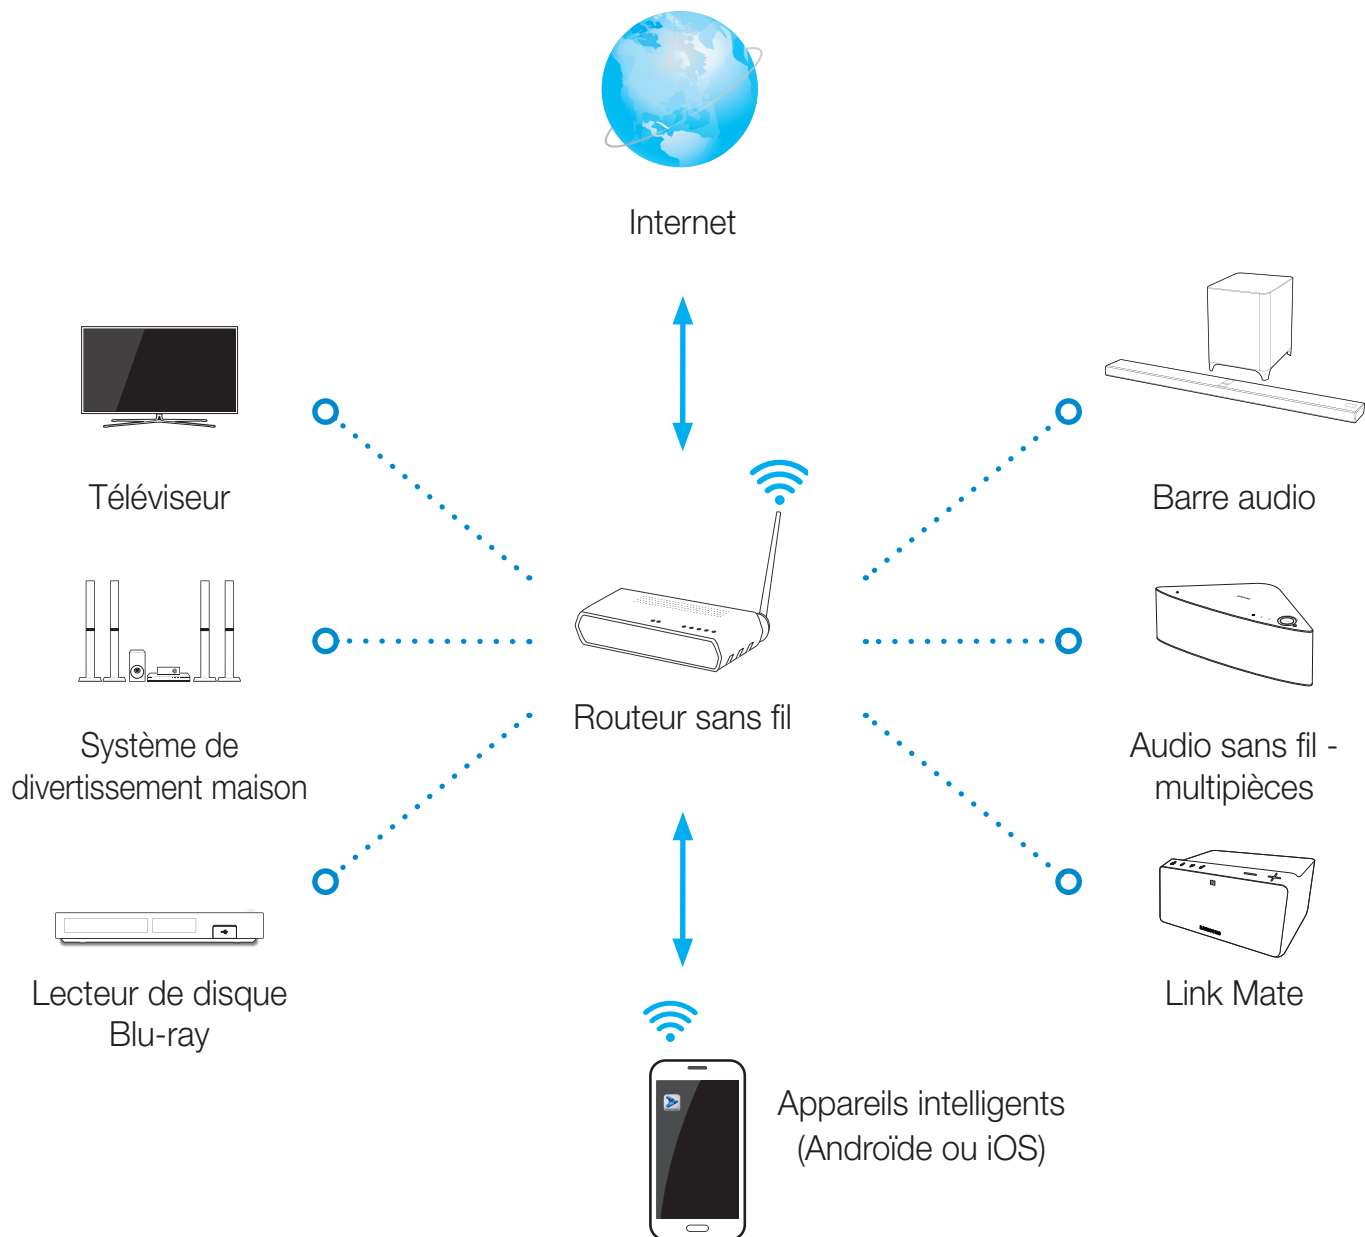 Internet
Téléviseur
Barre audio
Système de
divertissement maison
Routeur sans fil
Audio sans fil -
multipièces
Lecteur de disque
Blu-ray
Link Mate
Appareils intelligents
(Androïde ou iOS)